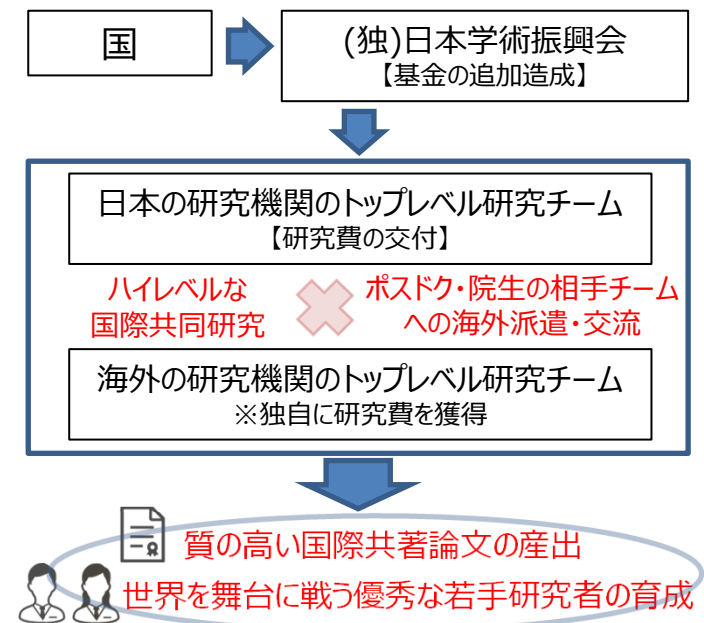 国
(独)日本学術振興会
【基金の追加造成】
日本の研究機関のトップレベル研究チーム
【研究費の交付】
ハイレベルな
国際共同研究
ポスドク・院生の相手チーム
への海外派遣・交流
海外の研究機関のトップレベル研究チーム
※独自に研究費を獲得
質の高い国際共著論文の産出
世界を舞台に戦う優秀な若手研究者の育成